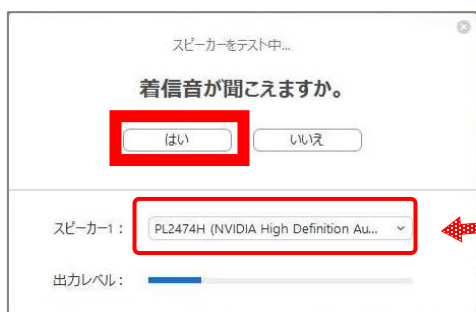 スピーカーをテスト中...
着信音が聞こえますか。
はい いいえ
スピーカー1： PL2474H (NVIDIA High Definition Au...
出力レベル：